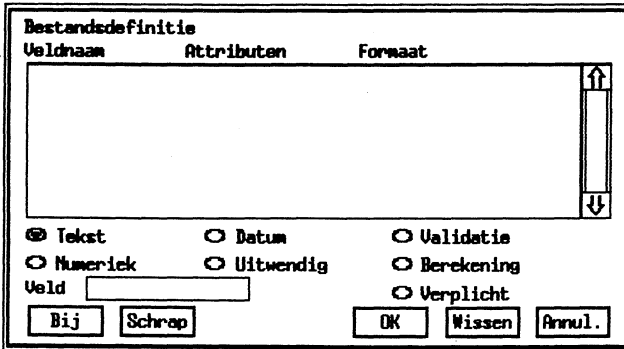 Bestandsdefinitie
Veldnaam Attributen Formaat
Tekst Datum Validatie
Numeriek Uitwendig Berekening
Veld Verplicht
Bij Schrap OK Wissen Annul.